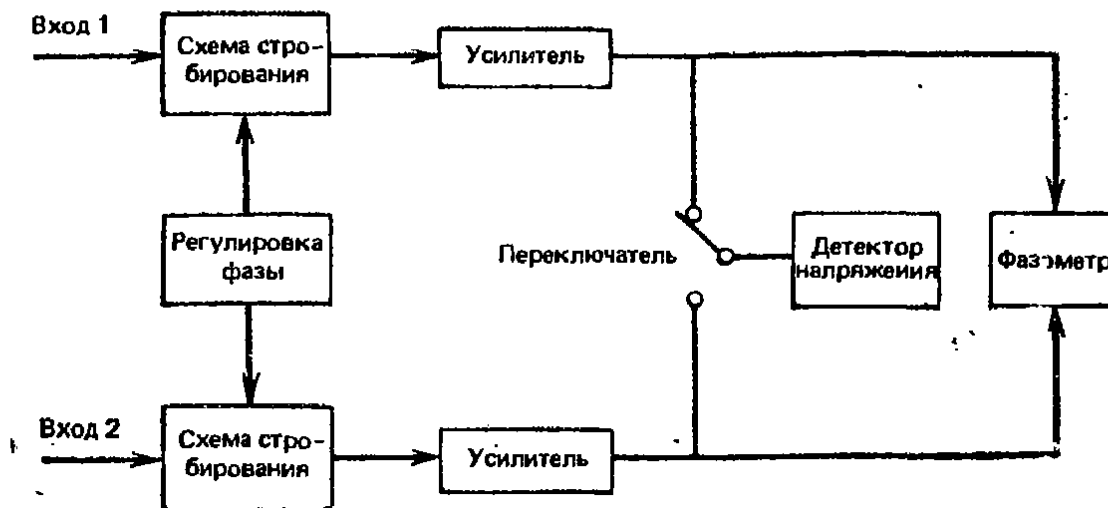 Вход 1
Схема стро-
бирования
Усилитель
Регулировка
фазы
Переключатель
Детектор
напряжения
Фазометр
Вход 2
Схема стро-
бирования
Усилитель